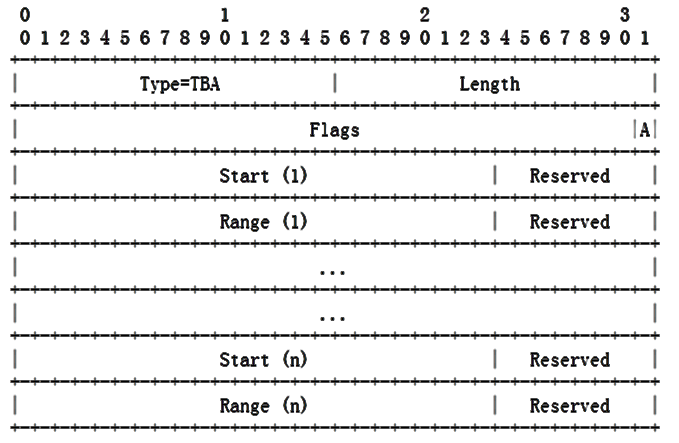 0                   1                   2                   3
0 1 2 3 4 5 6 7 8 9 0 1 2 3 4 5 6 7 8 9 0 1 2 3 4 5 6 7 8 9 0 1
Type=TBA Length
Flags A
Start (1) Reserved
Range (1) Reserved
...
...
Start (n) Reserved
Range (n) Reserved